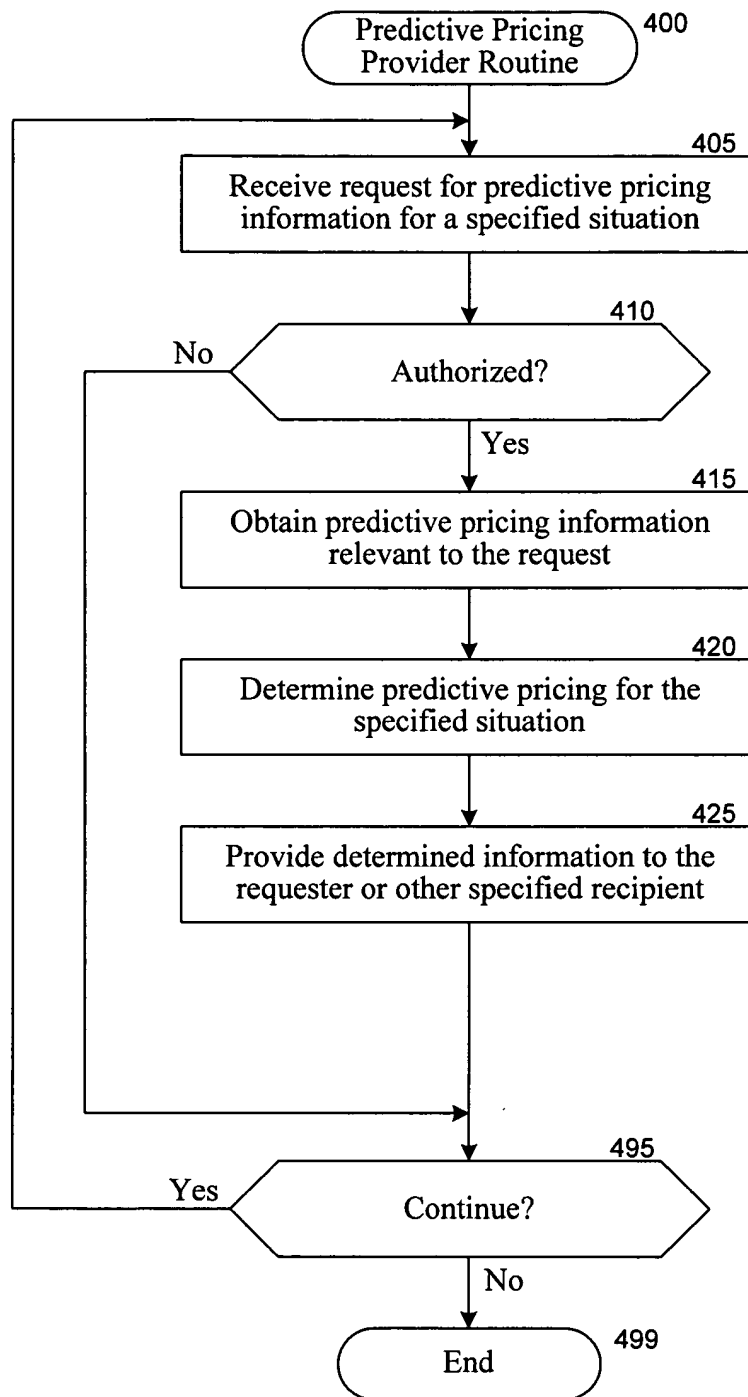 Predictive Pricing
Provider Routine
400
405
Receive request for predictive pricing
information for a specified situation
410
No
Authorized?
Yes
415
Obtain predictive pricing information
relevant to the request
420
Determine predictive pricing for the
specified situation
425
Provide determined information to the
requester or other specified recipient
495
Yes
Continue?
No
499
End